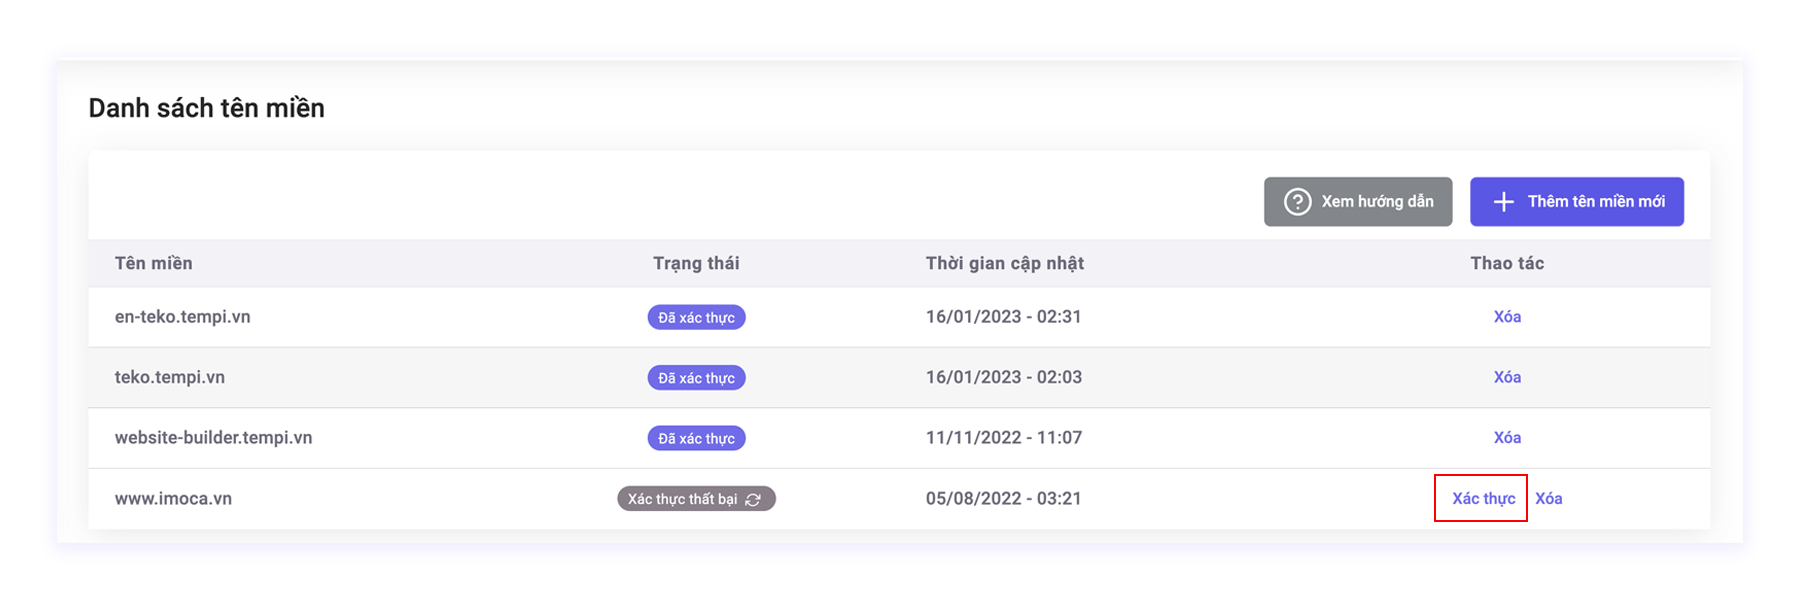 Danh sách tên miền
Xem hướng dẫn
Thêm tên miền mới
Tên miền Trạng thái Thời gian cập nhật Thao tác
en-teko.tempi.vn Đã xác thực 16/01/2023 - 02:31 Xóa
teko.tempi.vn Đã xác thực 16/01/2023 - 02:03 Xóa
website-builder.tempi.vn Đã xác thực 11/11/2022 - 11:07 Xóa
www.imoca.vn Xác thực thất bại 05/08/2022 - 03:21 Xác thực Xóa